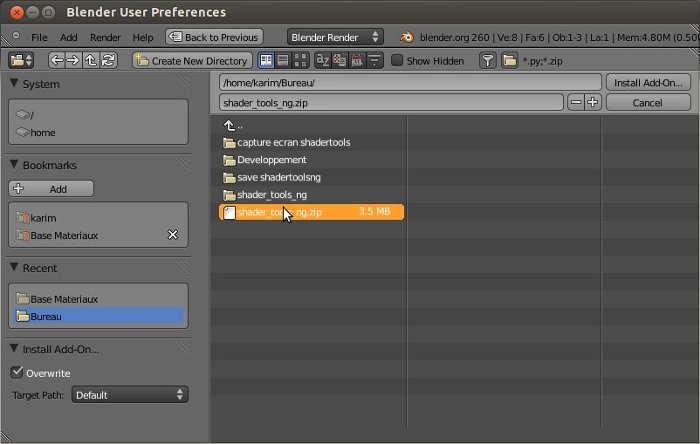 Blender User Preferences
File Add Render Help Back to Previous Blender Render blender.org 260 | Ve:8 | Fa:6 | Ob:1-3 | La:1 | Mem:4.80M (0.50
Create New Directory Show Hidden *.py;*.zip
System
/
home
Bookmarks
Add
karim
Base Materiaux
Recent
Base Materiaux
Bureau
Install Add-On...
Overwrite
Target Path: Default
/home/karim/Bureau/ Install Add-On...
shader_tools_ng.zip Cancel
..
capture ecran shadertools
Developpement
save shadertoolsng
shader_tools_ng
shader_tools_ng.zip 3.5 MB